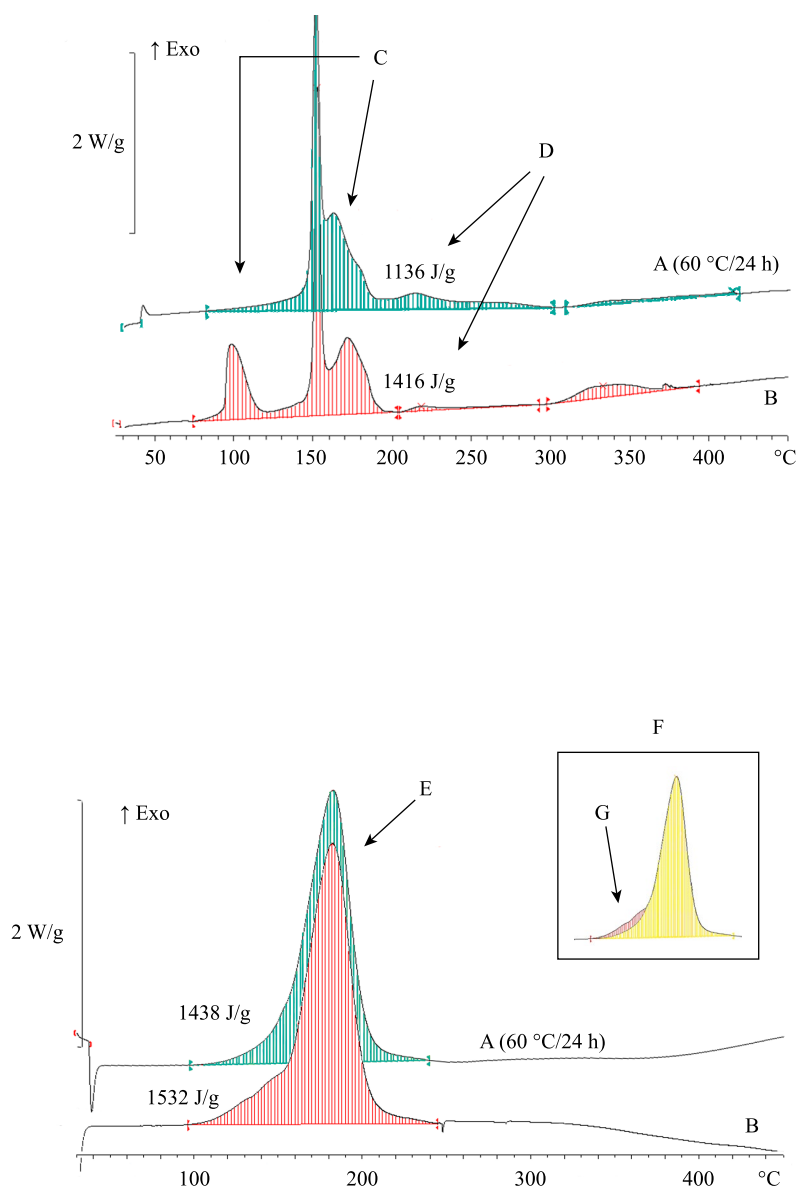 ↑ Exo
C
2 W/g
D
1136 J/g
A (60 °C/24 h)
1416 J/g
B
50 100 150 200 250 300 350 400 °C
F
E
↑ Exo
G
2 W/g
1438 J/g
A (60 °C/24 h)
1532 J/g
B
100 200 300 400 °C